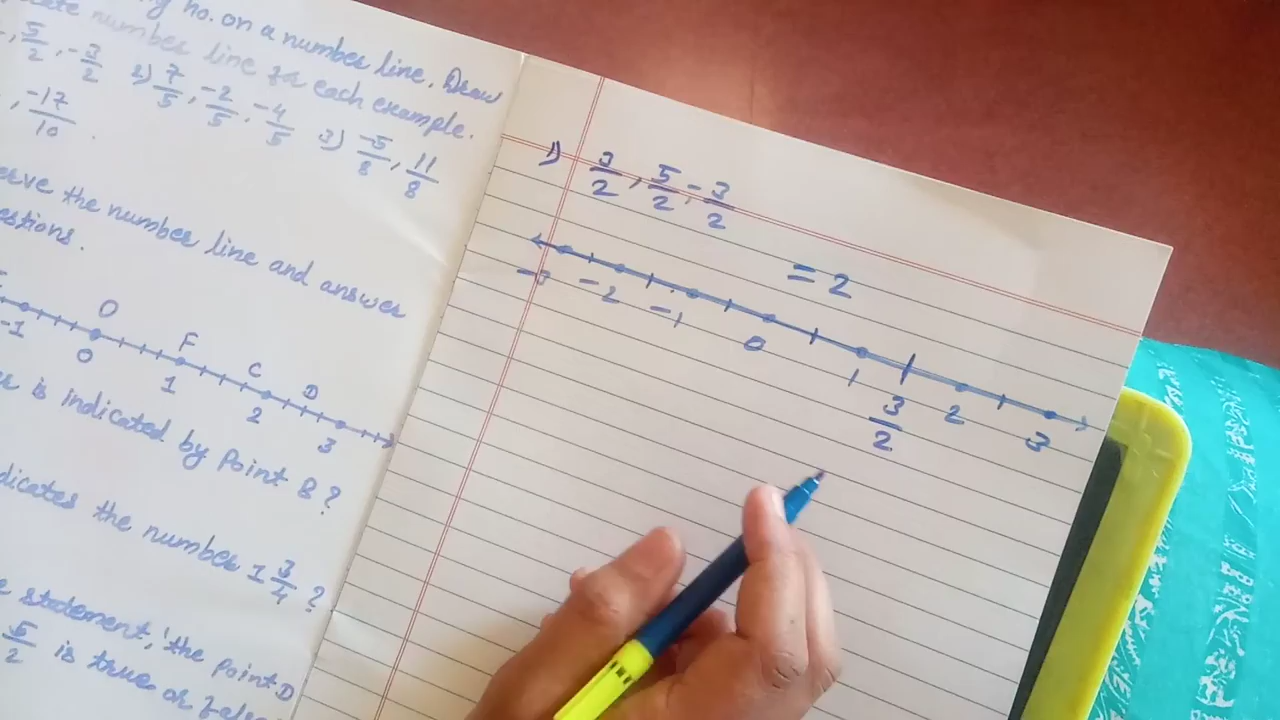 no. on a number line. Draw
number line for each example.
5/2, -3/2 2) 7/5, -2/5, -4/5 3) -5/8, 11/8
, -17/10 .
the number line and answer
O F C D
-1 0 1 2 3
is indicated by Point B ?
the number 1 3/4 ?
statement, 'the point D
5/2 is true or
1) 3/2, 5/2, -3/2
= 2
-3 -2 -1 0 1 3/2 2 3